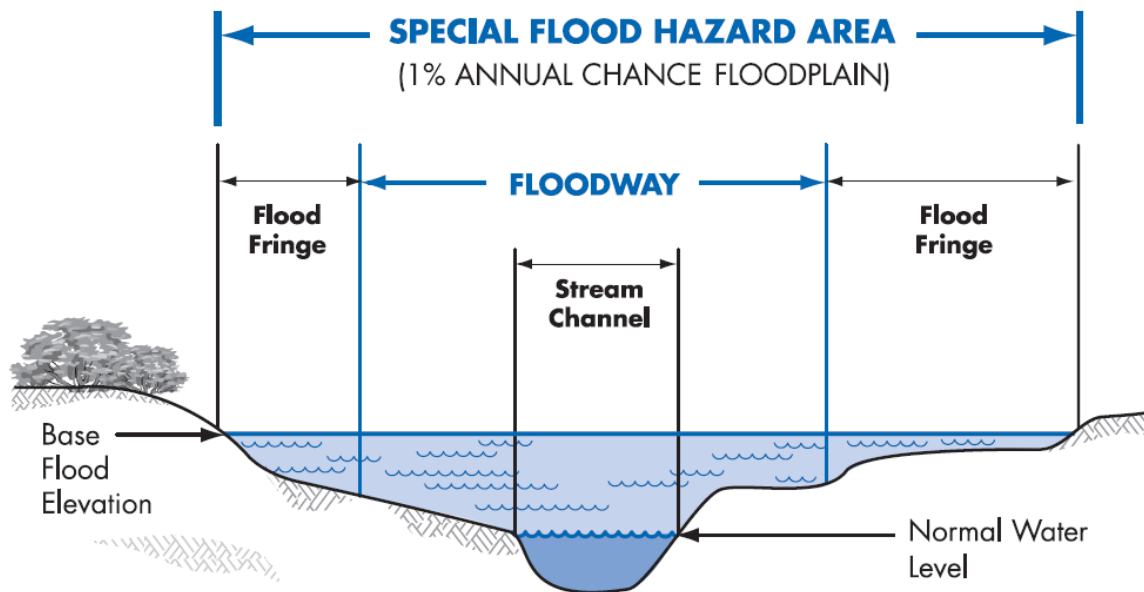 SPECIAL FLOOD HAZARD AREA
(1% ANNUAL CHANCE FLOODPLAIN)
FLOODWAY
Flood
Fringe
Flood
Fringe
Stream
Channel
Base
Flood
Elevation
Normal Water
Level